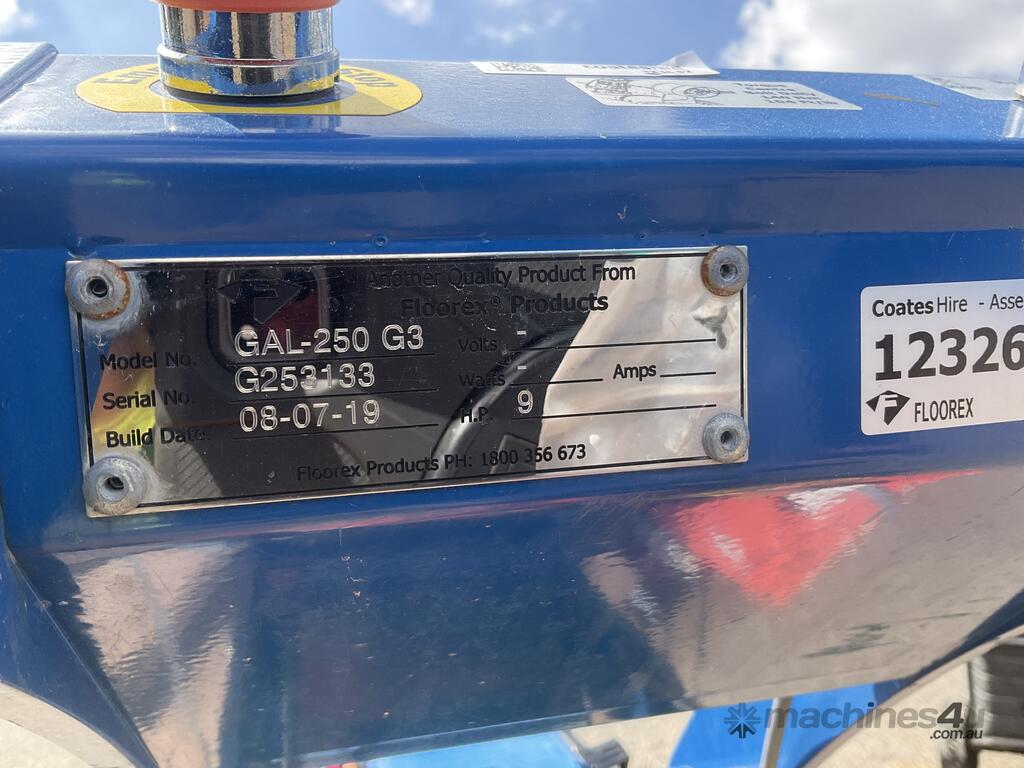 Another Quality Product From
Floorex® Products
Model No. GAL-250 G3 Volts -
Serial No. G253133 Watts - Amps
Build Date. 08-07-19 H.P. 9
Floorex Products PH: 1800 356 673
Coates Hire - Asse
12326
FLOOREX
machines4u
.com.au